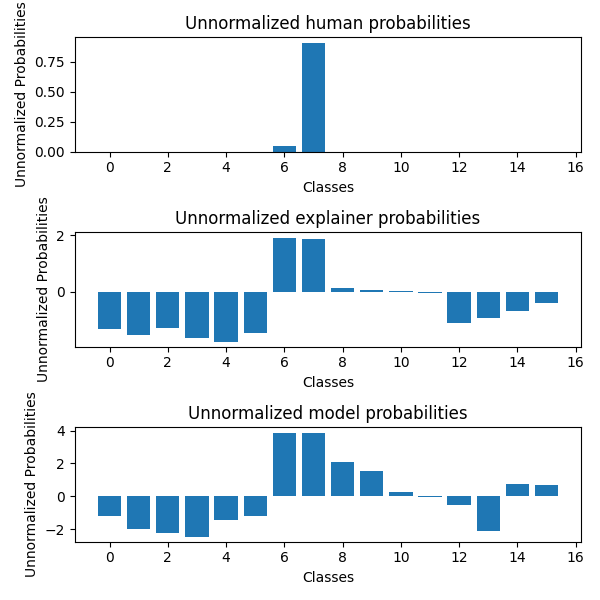 Unnormalized human probabilities
Unnormalized Probabilities
0.75
0.50
0.25
0.00
0 2 4 6 8 10 12 14 16
Classes
Unnormalized explainer probabilities
Unnormalized Probabilities
2
0
0 2 4 6 8 10 12 14 16
Classes
Unnormalized model probabilities
Unnormalized Probabilities
4
2
0
−2
0 2 4 6 8 10 12 14 16
Classes